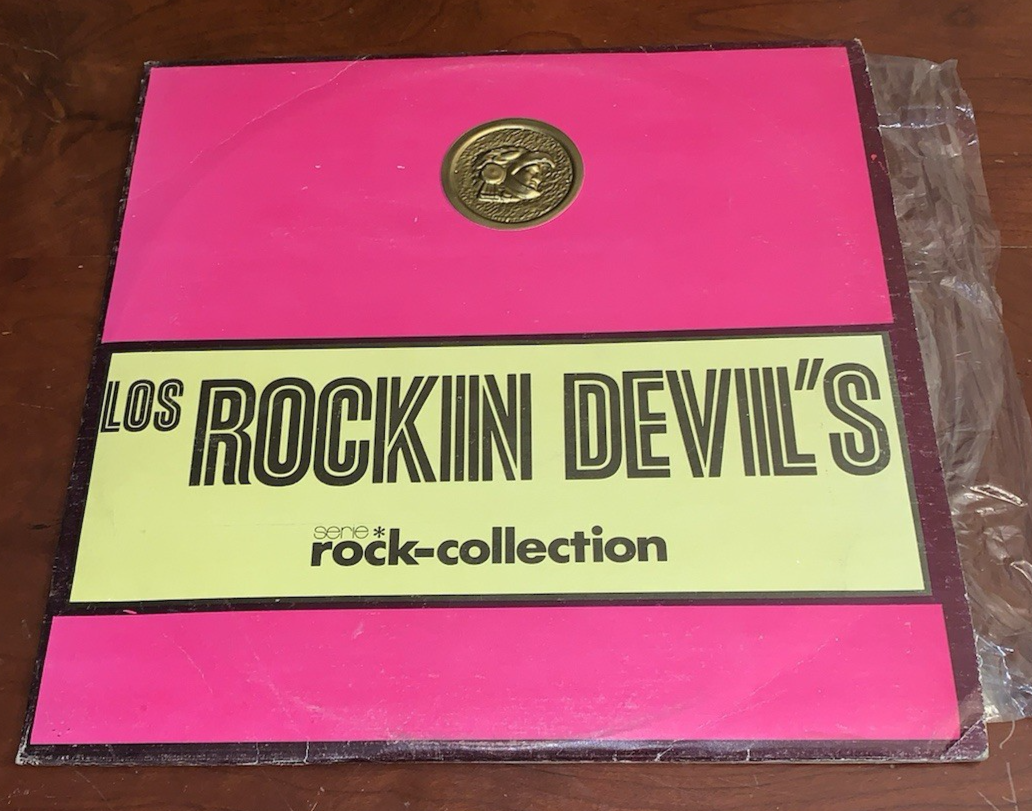 LOS ROCKIN DEVIL"S
serie*
rock-collection